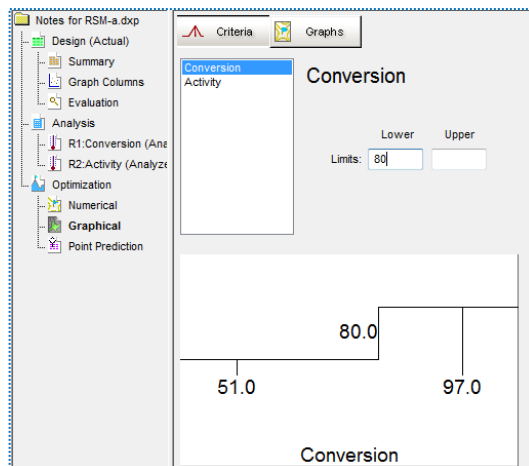 Notes for RSM-a.dxp
Design (Actual)
Summary
Graph Columns
Evaluation
Analysis
R1:Conversion (Ana
R2:Activity (Analyze
Optimization
Numerical
Graphical
Point Prediction
Criteria
Graphs
Conversion
Activity
Conversion
Lower Upper
Limits: 80
80.0
51.0 97.0
Conversion